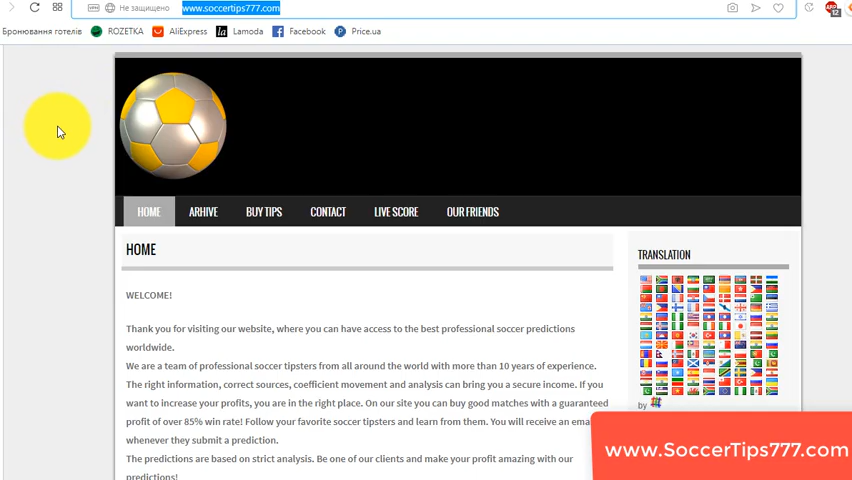 VPN Не защищено www.soccertips777.com
12
Бронювання готелів ROZETKA AliExpress la Lamoda Facebook P Price.ua
HOME ARHIVE BUY TIPS CONTACT LIVE SCORE OUR FRIENDS
HOME
WELCOME!
Thank you for visiting our website, where you can have access to the best professional soccer predictions
worldwide.
We are a team of professional soccer tipsters from all around the world with more than 10 years of experience.
The right information, correct sources, coefficient movement and analysis can bring you a secure income. If you
want to increase your profits, you are in the right place. On our site you can buy good matches with a guaranteed
profit of over 85% win rate! Follow your favorite soccer tipsters and learn from them. You will receive an ema
whenever they submit a prediction.
The predictions are based on strict analysis. Be one of our clients and make your profit amazing with our
predictions!
TRANSLATION
by
www.SoccerTips777.com